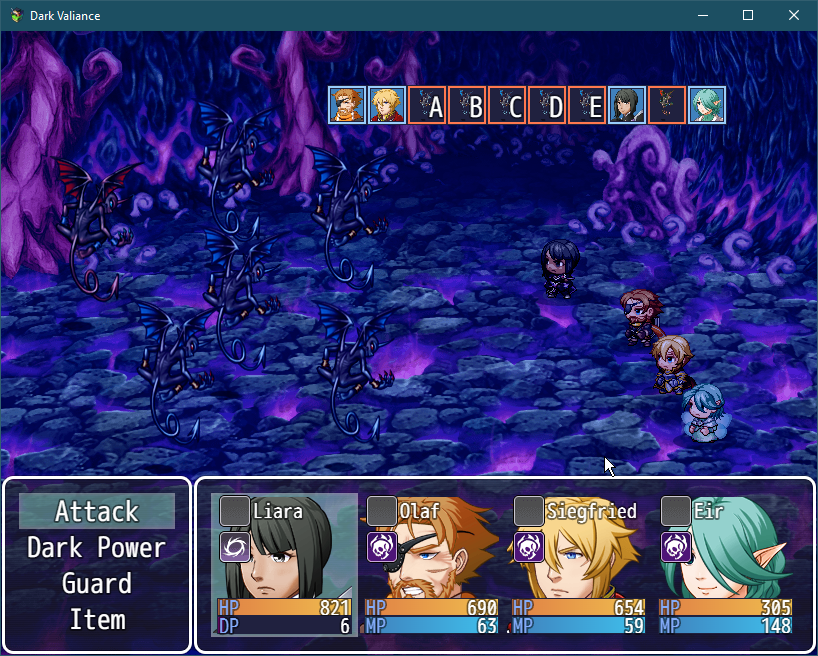 Dark Valiance
A B C D E
Attack
Dark Power
Guard
Item
Liara
HP 821
DP 6
Olaf
HP 690
MP 63
Siegfried
HP 654
MP 59
Eir
HP 305
MP 148